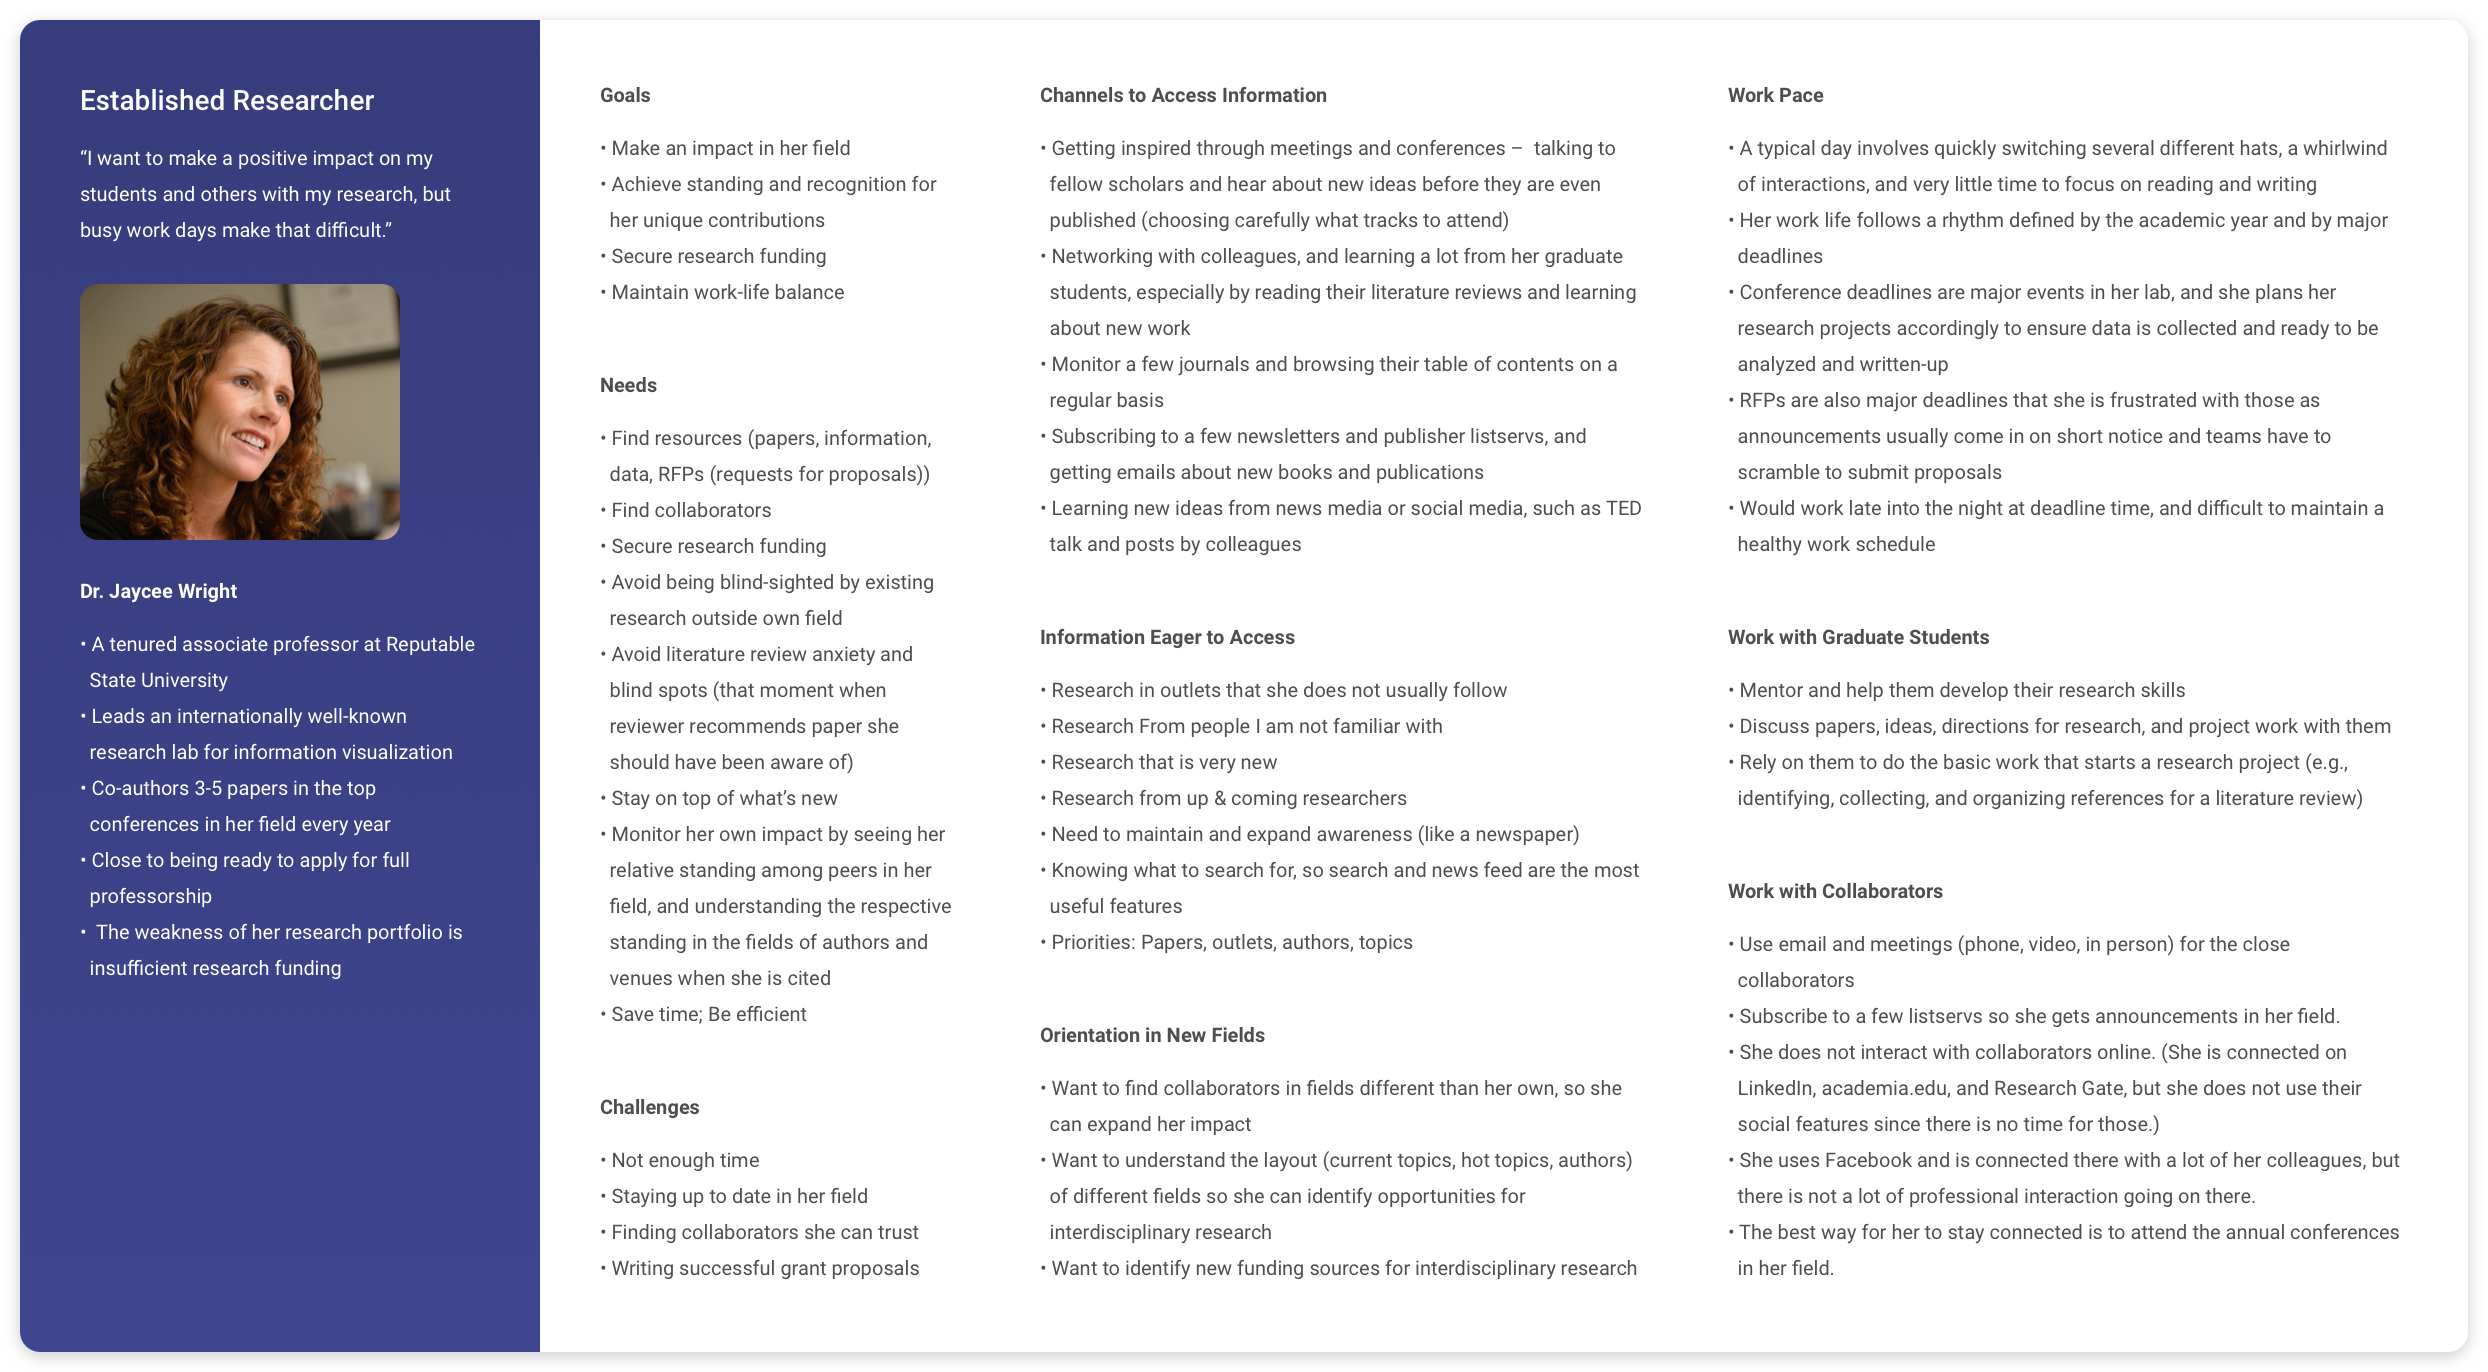 Established Researcher
“I want to make a positive impact on my
students and others with my research, but
busy work days make that difficult.”
Dr. Jaycee Wright
• A tenured associate professor at Reputable
State University
• Leads an internationally well-known
research lab for information visualization
• Co-authors 3-5 papers in the top
conferences in her field every year
• Close to being ready to apply for full
professorship
• The weakness of her research portfolio is
insufficient research funding
Goals
• Make an impact in her field
• Achieve standing and recognition for
her unique contributions
• Secure research funding
• Maintain work-life balance
Needs
• Find resources (papers, information,
data, RFPs (requests for proposals))
• Find collaborators
• Secure research funding
• Avoid being blind-sighted by existing
research outside own field
• Avoid literature review anxiety and
blind spots (that moment when
reviewer recommends paper she
should have been aware of)
• Stay on top of what’s new
• Monitor her own impact by seeing her
relative standing among peers in her
field, and understanding the respective
standing in the fields of authors and
venues when she is cited
• Save time; Be efficient
Challenges
• Not enough time
• Staying up to date in her field
• Finding collaborators she can trust
• Writing successful grant proposals
Channels to Access Information
• Getting inspired through meetings and conferences – talking to
fellow scholars and hear about new ideas before they are even
published (choosing carefully what tracks to attend)
• Networking with colleagues, and learning a lot from her graduate
students, especially by reading their literature reviews and learning
about new work
• Monitor a few journals and browsing their table of contents on a
regular basis
• Subscribing to a few newsletters and publisher listservs, and
getting emails about new books and publications
• Learning new ideas from news media or social media, such as TED
talk and posts by colleagues
Information Eager to Access
• Research in outlets that she does not usually follow
• Research From people I am not familiar with
• Research that is very new
• Research from up & coming researchers
• Need to maintain and expand awareness (like a newspaper)
• Knowing what to search for, so search and news feed are the most
useful features
• Priorities: Papers, outlets, authors, topics
Orientation in New Fields
• Want to find collaborators in fields different than her own, so she
can expand her impact
• Want to understand the layout (current topics, hot topics, authors)
of different fields so she can identify opportunities for
interdisciplinary research
• Want to identify new funding sources for interdisciplinary research
Work Pace
• A typical day involves quickly switching several different hats, a whirlwind
of interactions, and very little time to focus on reading and writing
• Her work life follows a rhythm defined by the academic year and by major
deadlines
• Conference deadlines are major events in her lab, and she plans her
research projects accordingly to ensure data is collected and ready to be
analyzed and written-up
• RFPs are also major deadlines that she is frustrated with those as
announcements usually come in on short notice and teams have to
scramble to submit proposals
• Would work late into the night at deadline time, and difficult to maintain a
healthy work schedule
Work with Graduate Students
• Mentor and help them develop their research skills
• Discuss papers, ideas, directions for research, and project work with them
• Rely on them to do the basic work that starts a research project (e.g.,
identifying, collecting, and organizing references for a literature review)
Work with Collaborators
• Use email and meetings (phone, video, in person) for the close
collaborators
• Subscribe to a few listservs so she gets announcements in her field.
• She does not interact with collaborators online. (She is connected on
LinkedIn, academia.edu, and Research Gate, but she does not use their
social features since there is no time for those.)
• She uses Facebook and is connected there with a lot of her colleagues, but
there is not a lot of professional interaction going on there.
• The best way for her to stay connected is to attend the annual conferences
in her field.